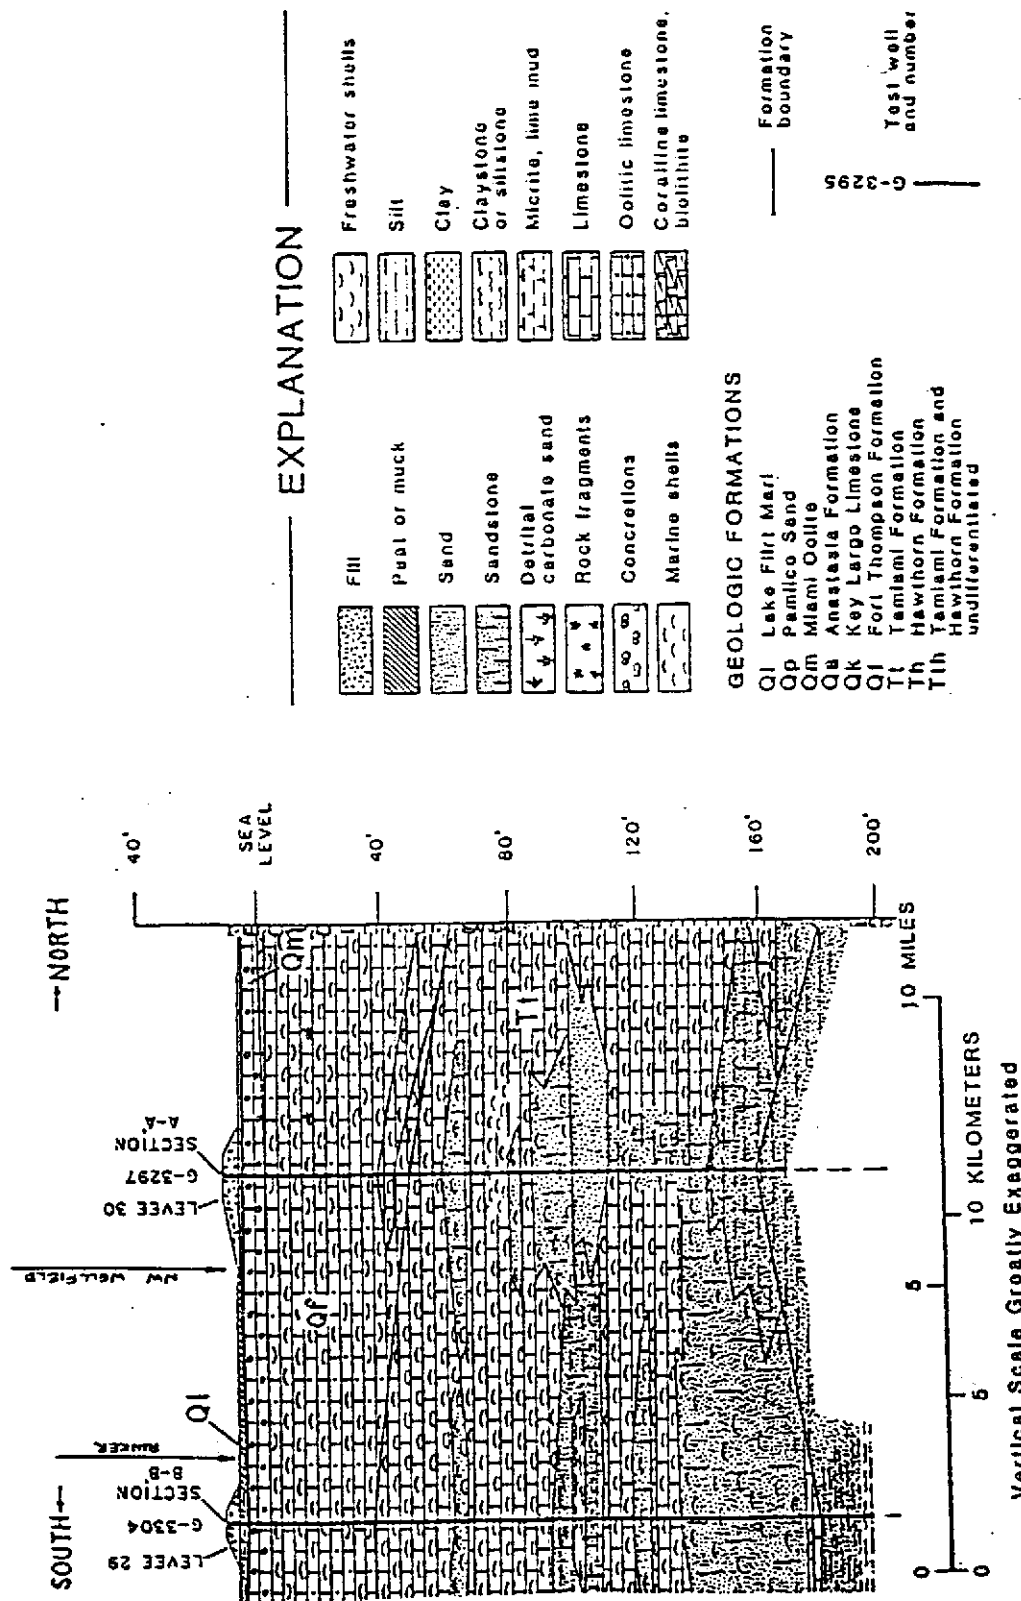 EXPLANATION
Fill
Peat or muck
Sand
Sandstone
Detrital
carbonate sand
Rock fragments
Concretions
Marine shells
Freshwater shells
Silt
Clay
Claystone
or siltstone
Micrite, lime mud
Limestone
Oolitic limestone
Coralline limestone,
biolithite
GEOLOGIC FORMATIONS
Ql Lake Flirt Marl
Qp Pamlico Sand
Qm Miami Oolite
Qa Anastasia Formation
Qk Key Largo Limestone
Qf Fort Thompson Formation
Tt Tamiami Formation
Th Hawthorn Formation
Tth Tamiami Formation and
Hawthorn Formation
undifferentiated
Formation
boundary
G-3295
Test well
and number
SOUTH←
→NORTH
LEVEE 29
G-3304
SECTION
B-B'
RINKER
Ql
NW WELLFIELD
LEVEE 30
G-3297
SECTION
A-A'
Qm
Qf
Tt
40'
SEA
LEVEL
40'
80'
120'
160'
200'
0
5
10 MILES
0
5
10 KILOMETERS
Vertical Scale Greatly Exaggerated